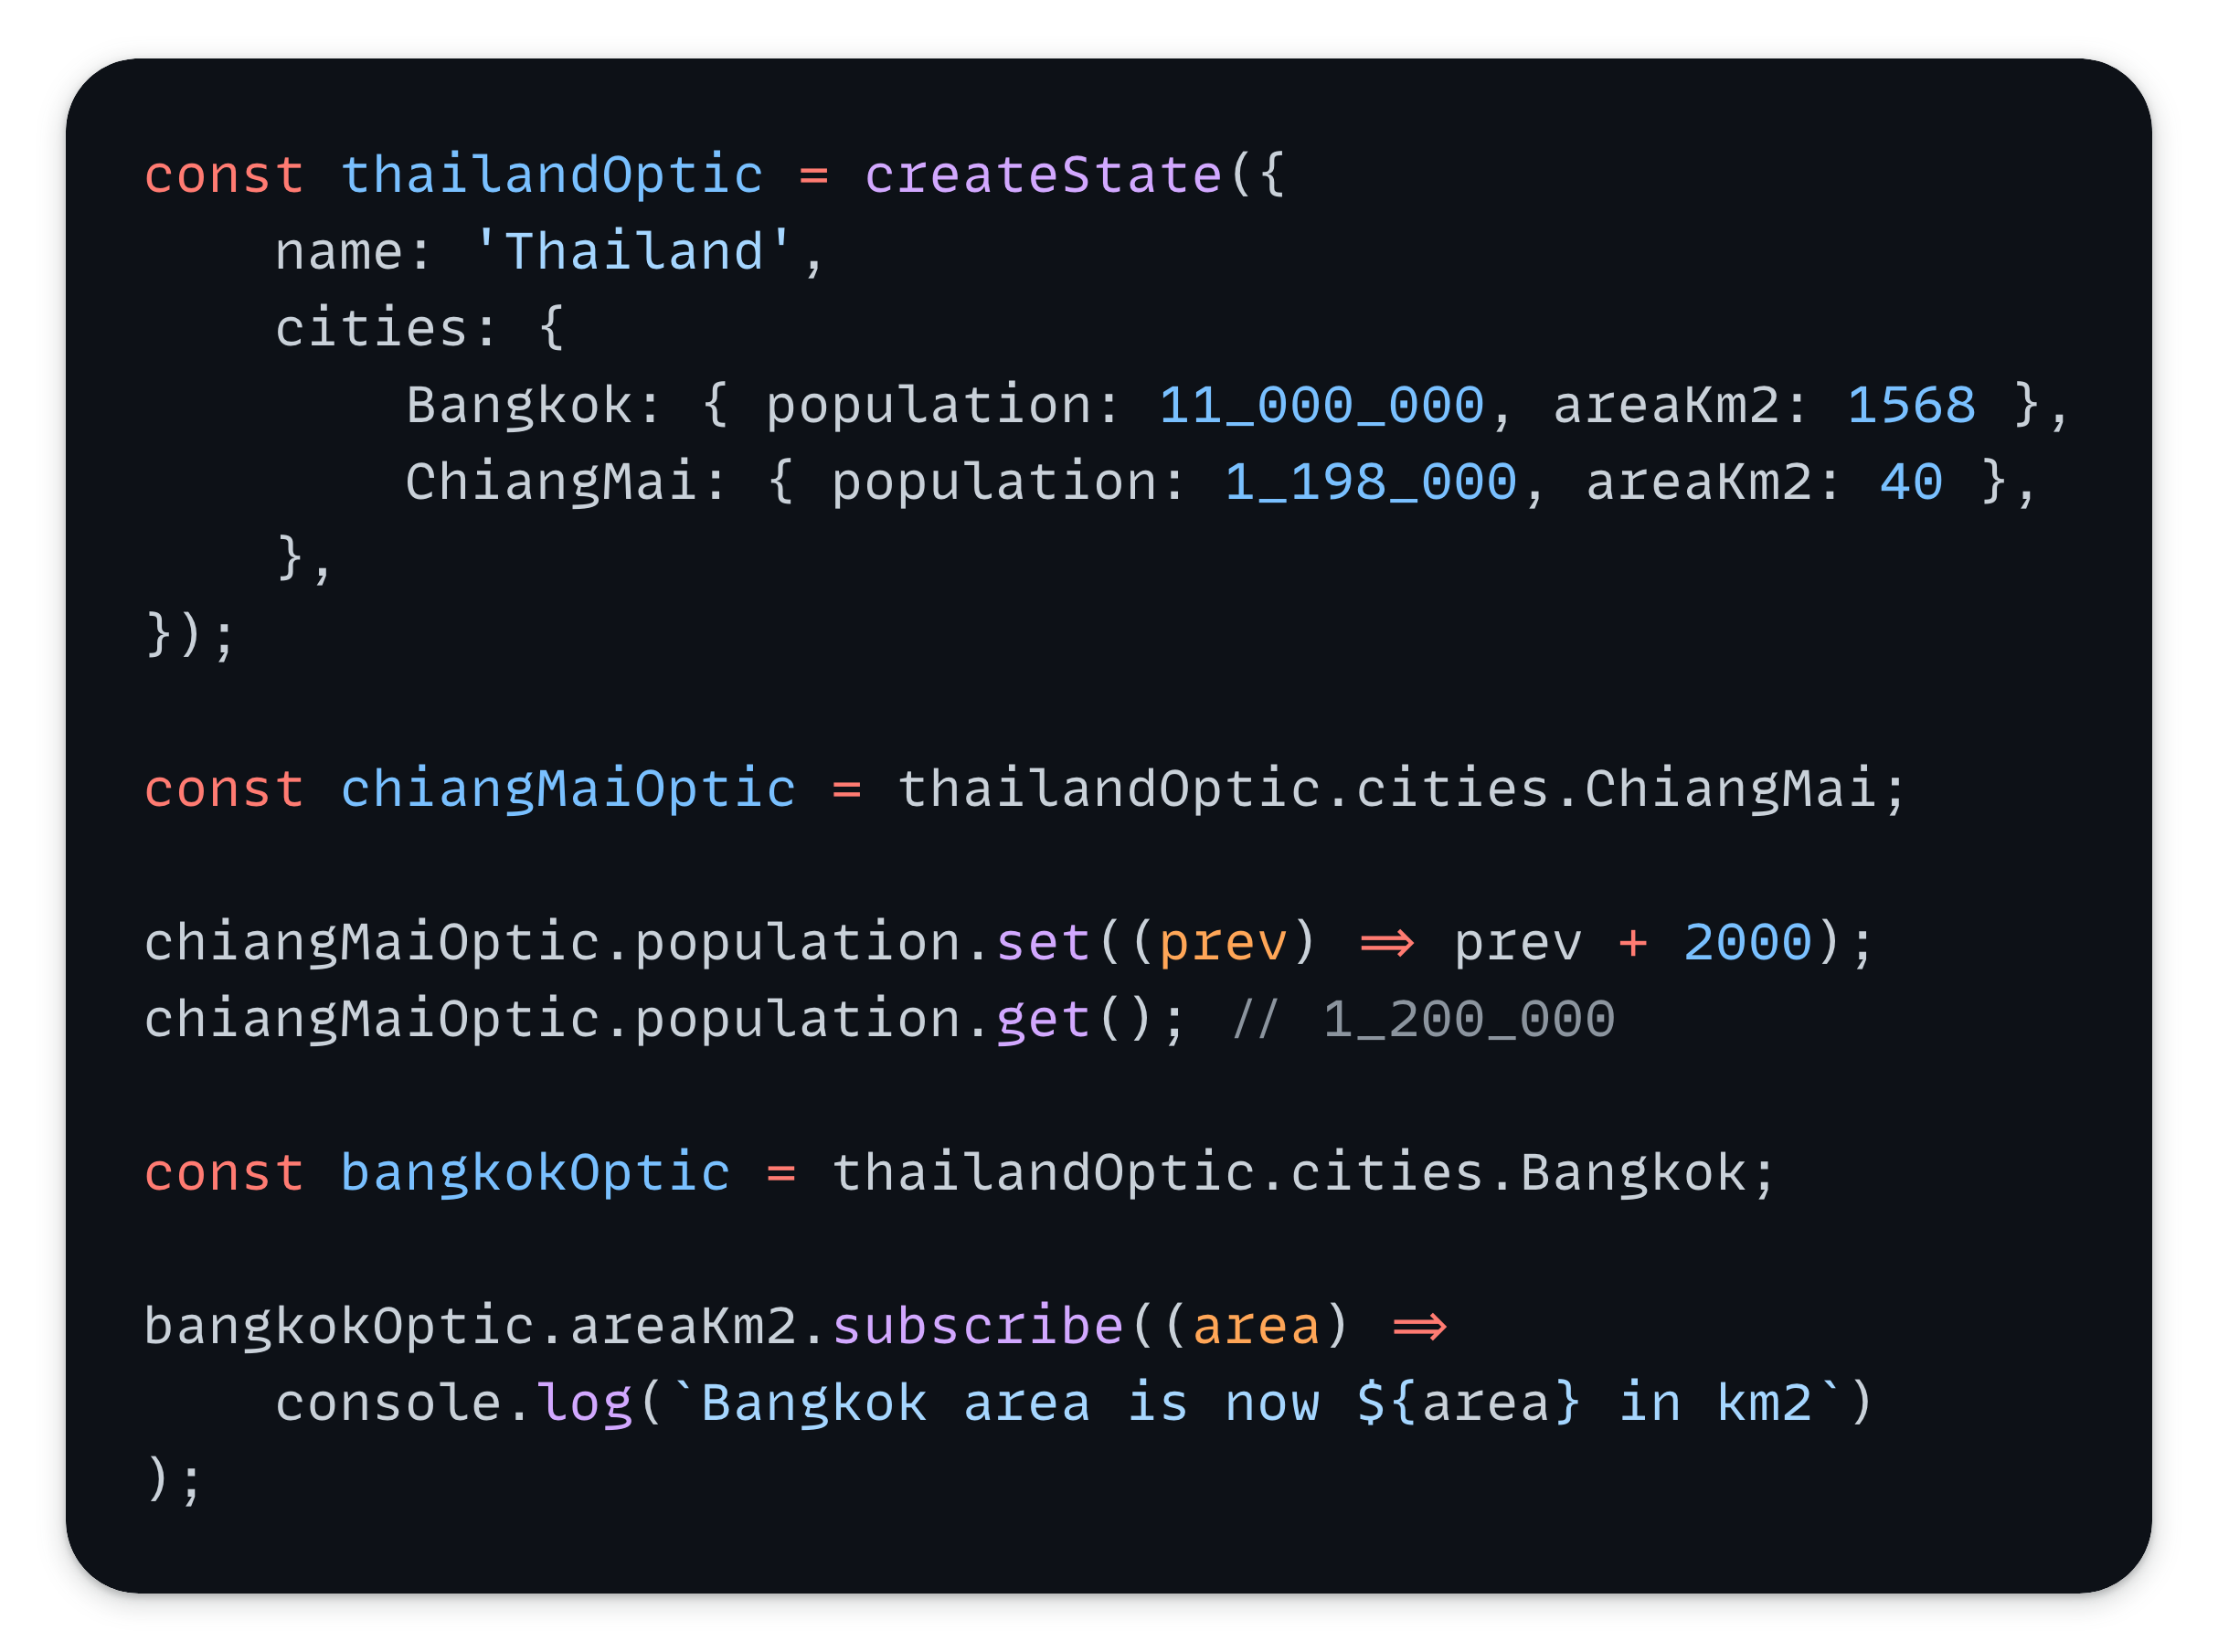 const thailandOptic = createState({
    name: 'Thailand',
    cities: {
        Bangkok: { population: 11_000_000, areaKm2: 1568 },
        ChiangMai: { population: 1_198_000, areaKm2: 40 },
    },
});

const chiangMaiOptic = thailandOptic.cities.ChiangMai;

chiangMaiOptic.population.set((prev) => prev + 2000);
chiangMaiOptic.population.get(); // 1_200_000

const bangkokOptic = thailandOptic.cities.Bangkok;

bangkokOptic.areaKm2.subscribe((area) =>
    console.log(`Bangkok area is now ${area} in km2`)
);